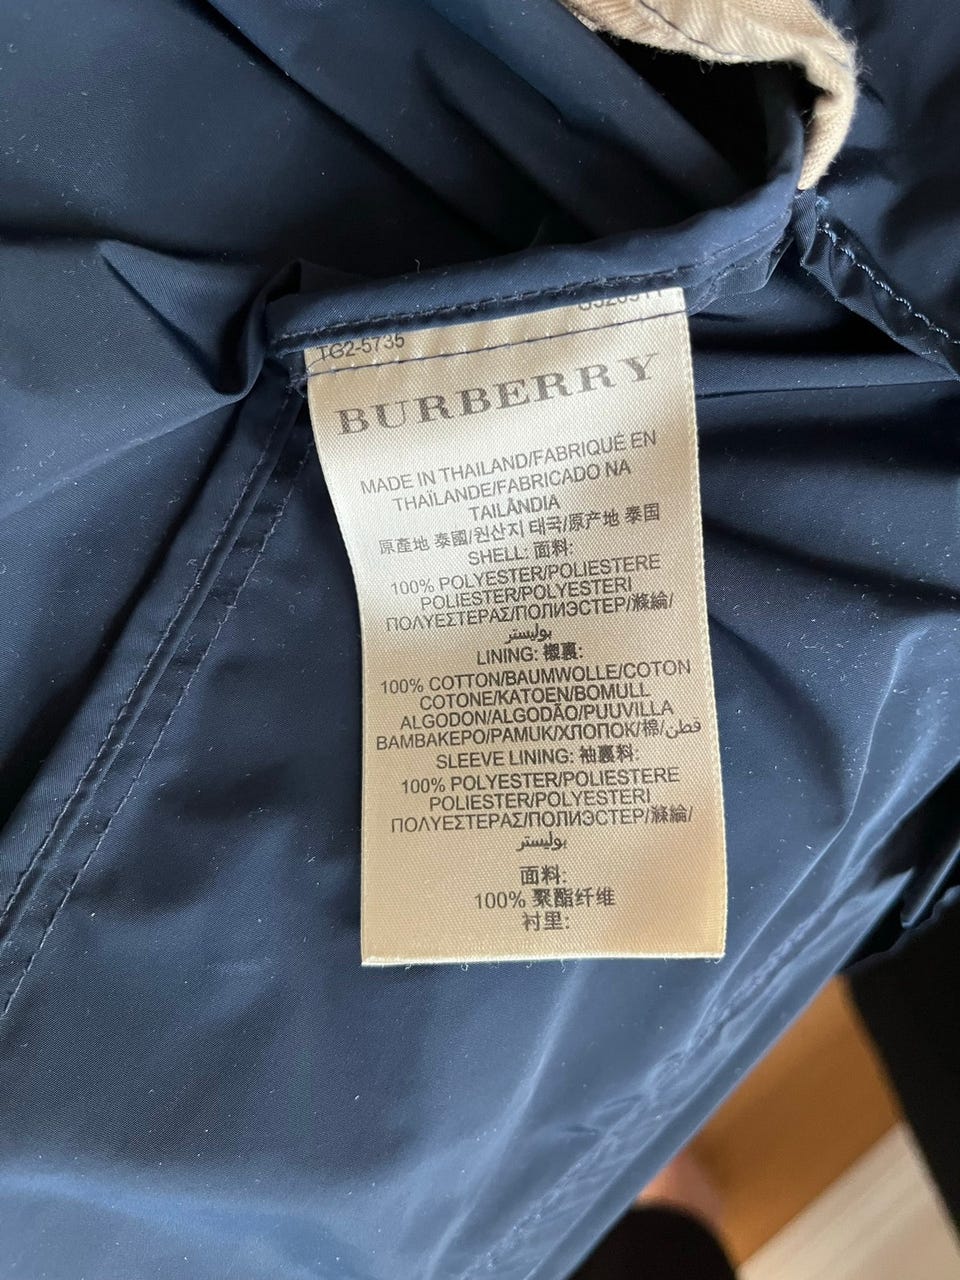 TG2-5735
BURBERRY
MADE IN THAILAND/FABRIQUÉ EN
THAÏLANDE/FABRICADO NA
TAILÂNDIA
原產地 泰國/원산지 태국/原产地 泰国
SHELL: 面料:
100% POLYESTER/POLIESTERE
POLIESTER/POLYESTERI
ΠΟΛΥΕΣΤΕΡΑΣ/ПОЛИЭСТЕР/滌綸/
بوليستر
LINING: 襯裏:
100% COTTON/BAUMWOLLE/COTON
COTONE/KATOEN/BOMULL
ALGODON/ALGODÃO/PUUVILLA
BAMBAKEPO/PAMUK/ХЛОПОК/棉/قطن
SLEEVE LINING: 袖裏料:
100% POLYESTER/POLIESTERE
POLIESTER/POLYESTERI
ΠΟΛΥΕΣΤΕΡΑΣ/ПОЛИЭСТЕР/滌綸/
بوليستر
面料:
100% 聚酯纤维
衬里: